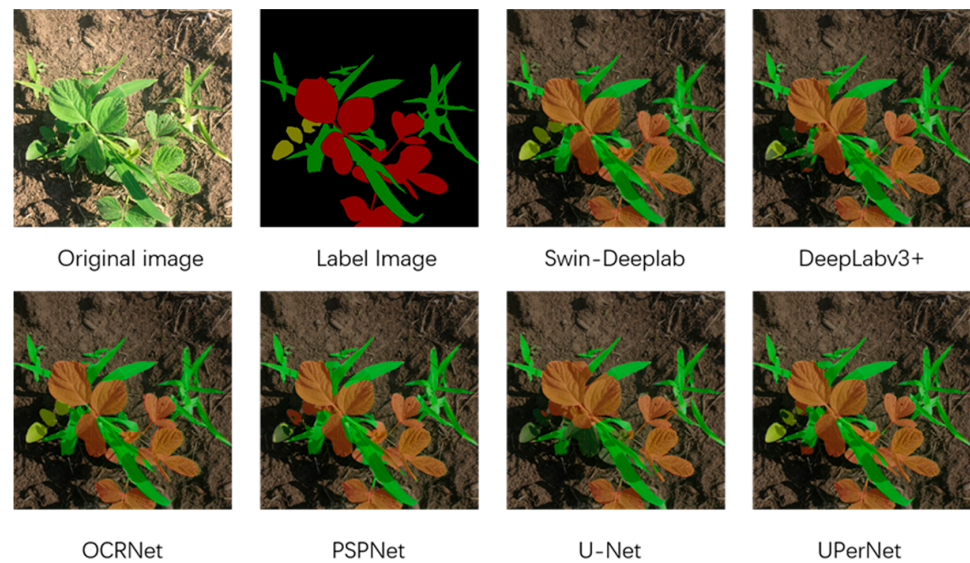 Original image
Label Image
Swin-Deeplab
DeepLabv3+
OCRNet
PSPNet
U-Net
UPerNet